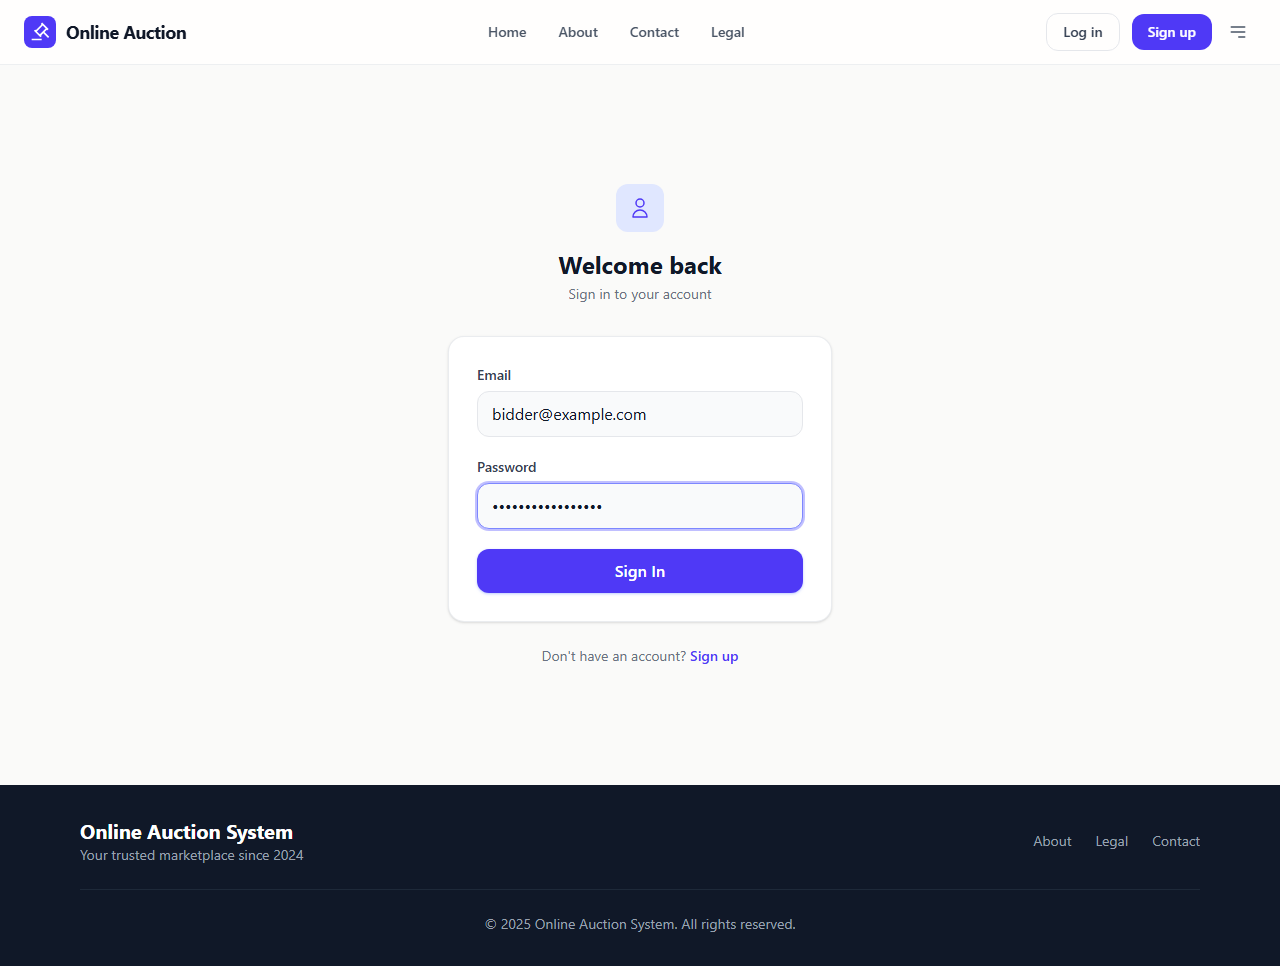 Online Auction
Home About Contact Legal
Log in Sign up
Welcome back
Sign in to your account
Email
bidder@example.com
Password
•••••••••••••••••
Sign In
Don't have an account? Sign up
Online Auction System
Your trusted marketplace since 2024
About Legal Contact
© 2025 Online Auction System. All rights reserved.